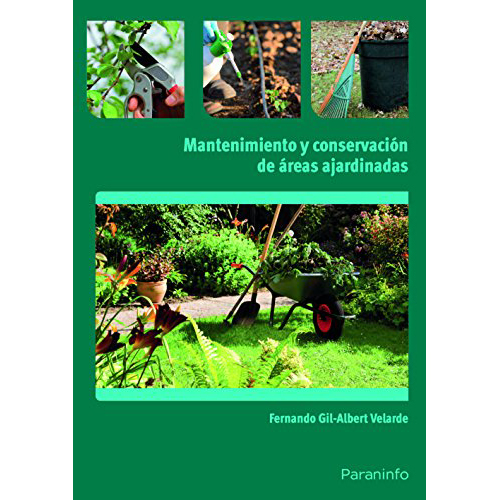 Mantenimiento y conservación
de áreas ajardinadas
Fernando Gil-Albert Velarde
Paraninfo